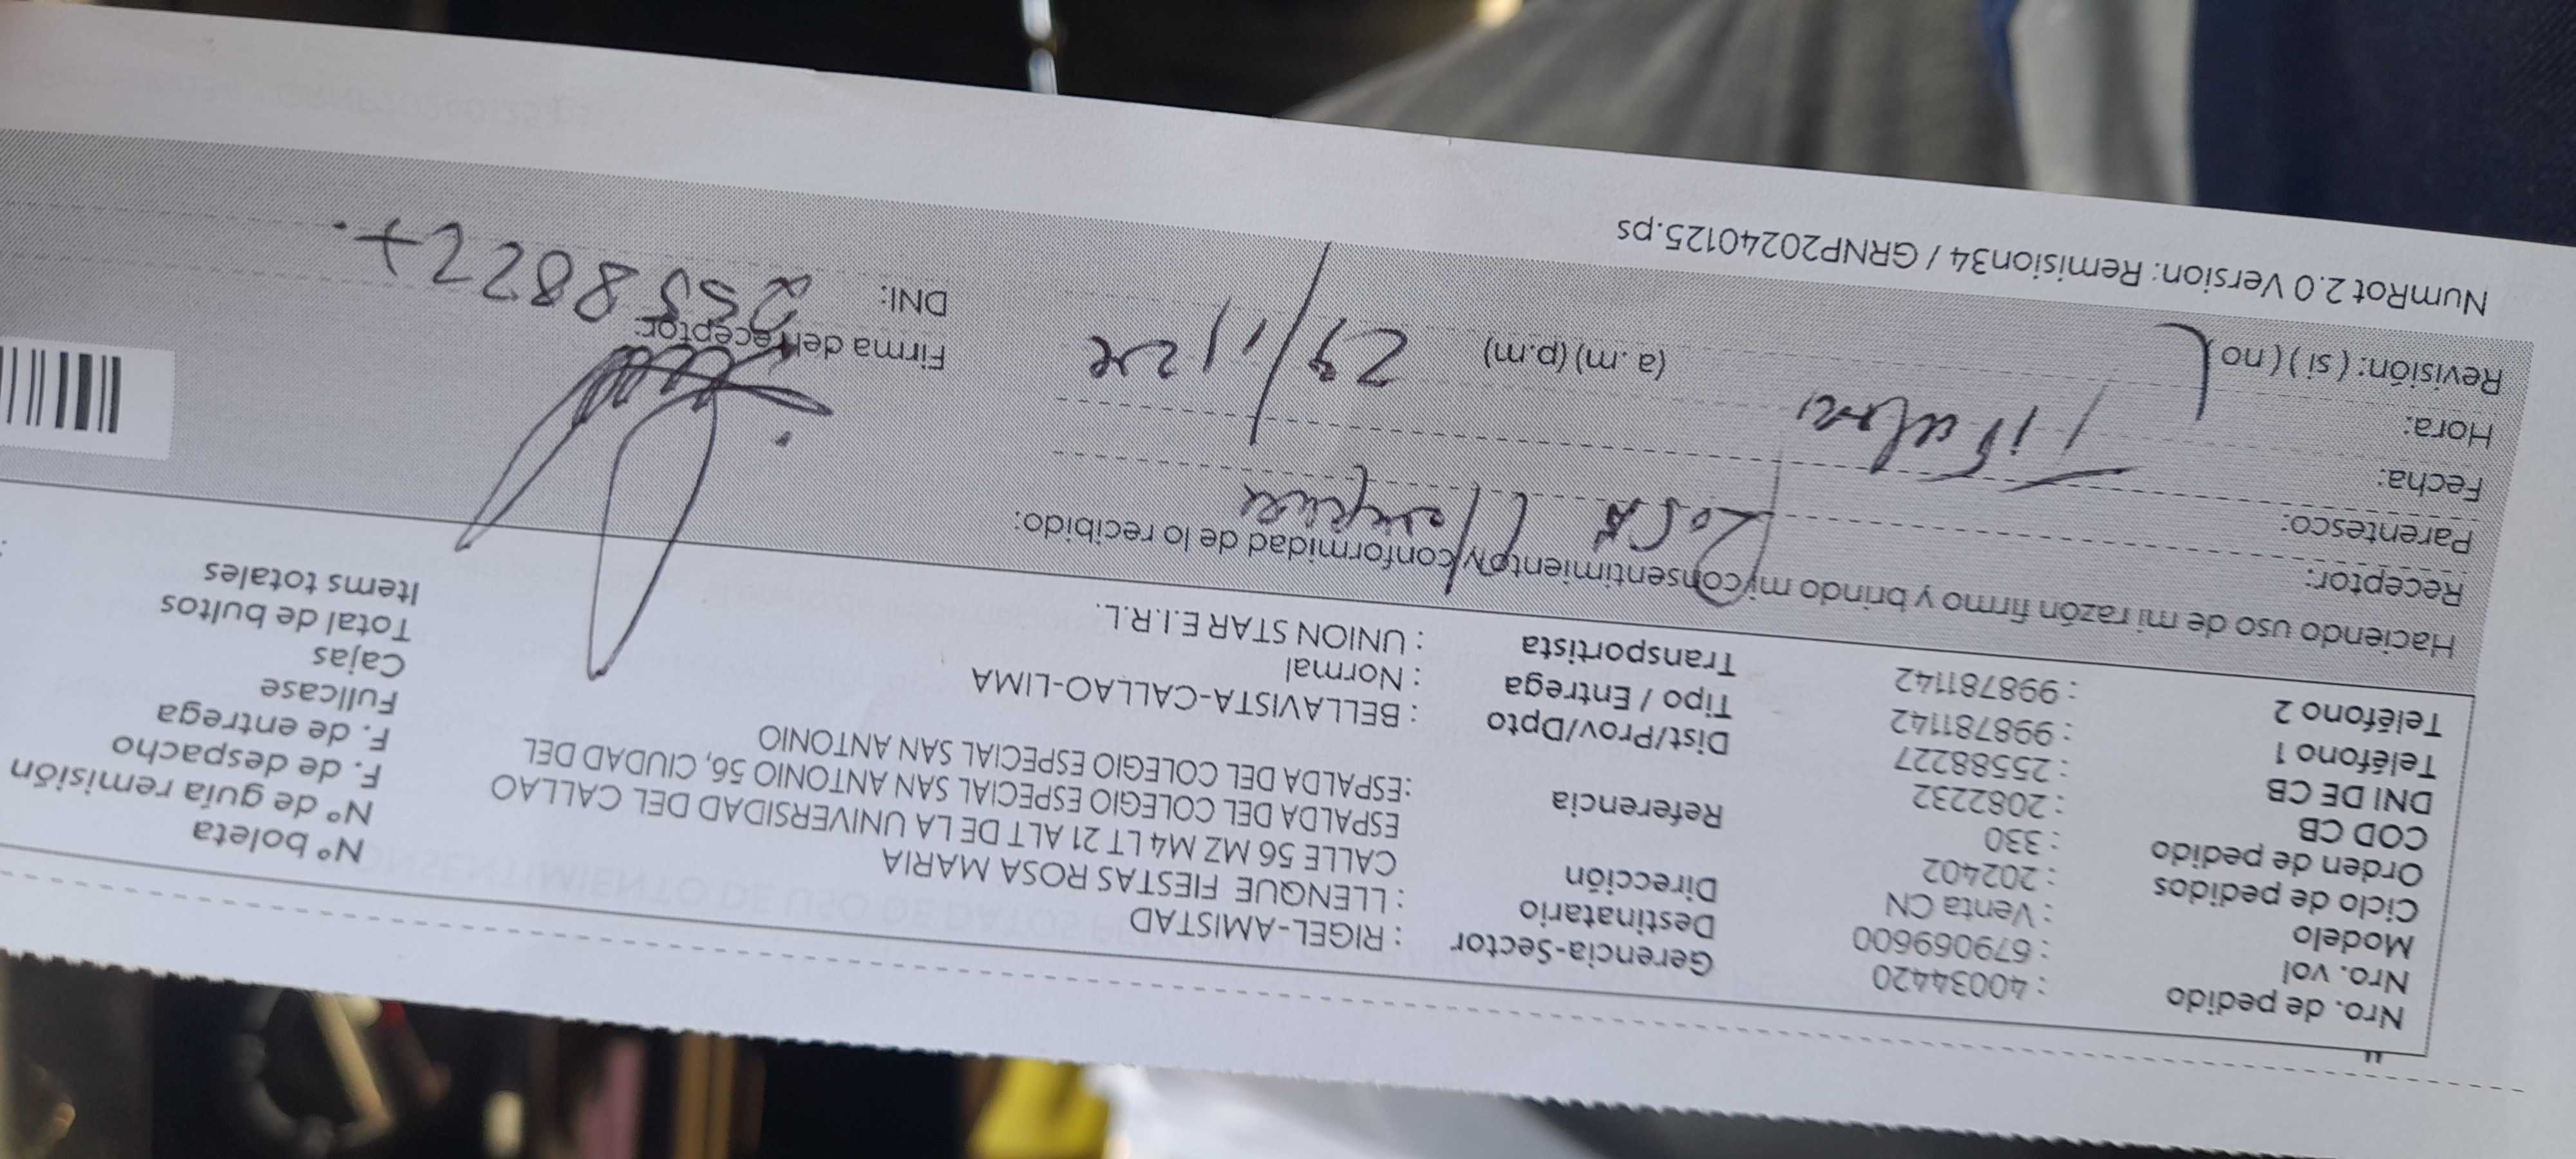 Nro. de pedido : 40034420
Nro. vol : 679069600
Modelo : Venta CN
Ciclo de pedidos : 202402
Orden de pedido : 330
COD CB : 2082232
DNI DE CB : 25588227
Teléfono 1 : 998781142
Teléfono 2 : 998781142
Gerencia-Sector : RIGEL-AMISTAD
Destinatario : LLENQUE FIESTAS ROSA MARIA
Dirección CALLE 56 MZ M4 LT 21 ALT DE LA UNIVERSIDAD DEL CALLAO
ESPALDA DEL COLEGIO ESPECIAL SAN ANTONIO 56, CIUDAD DEL
Referencia :ESPALDA DEL COLEGIO ESPECIAL SAN ANTONIO
Dist/Prov/Dpto : BELLAVISTA-CALLAO-LIMA
Tipo / Entrega : Normal
Transportista : UNION STAR E.I.R.L.
N° boleta
N° de guía remisión
F. de despacho
F. de entrega
Fullcase
Cajas
Total de bultos
Items totales
Haciendo uso de mi razón firmo y brindo mi consentimiento y conformidad de lo recibido:
Receptor:
Parentesco: Titular
Fecha:
Hora: (a .m) (p.m)
Revisión: ( si ) ( no )
Firma del receptor:
DNI: 25588227
NumRot 2.0 Version: Remision34 / GRNP20240125.ps